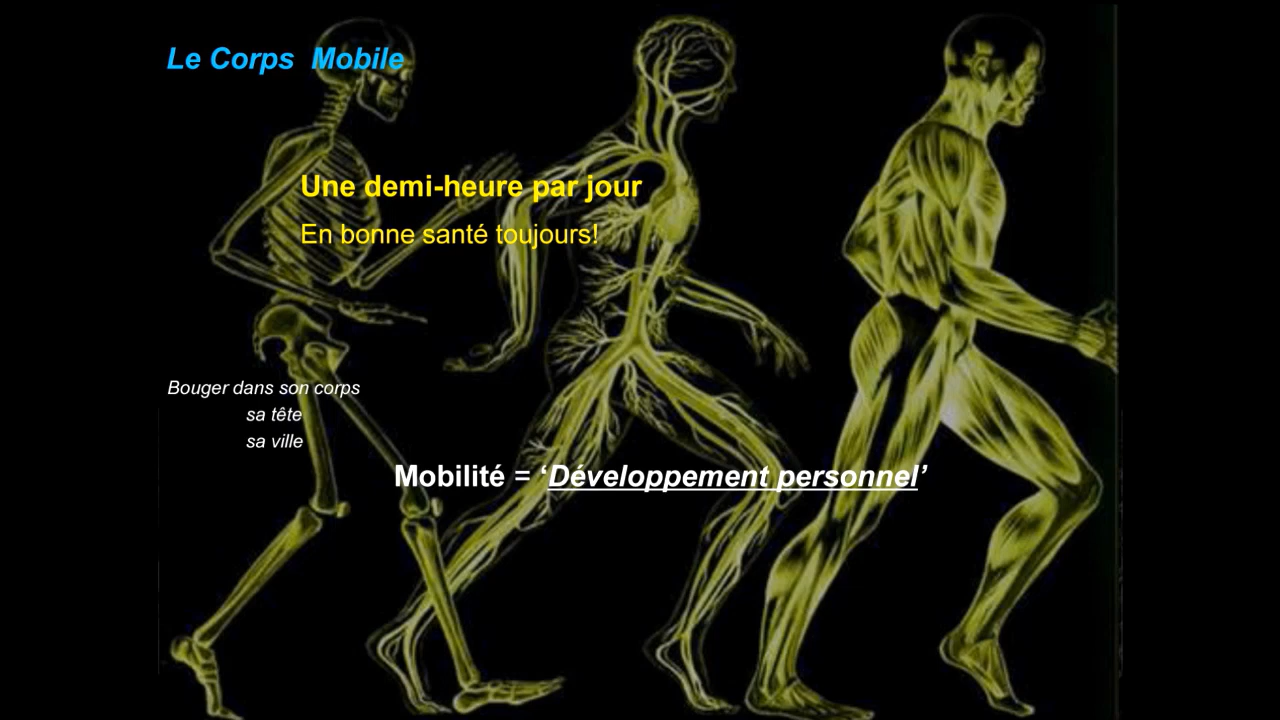 Le Corps  Mobile
Une demi-heure par jour
En bonne santé toujours!
Bouger dans son corps
sa tête
sa ville
Mobilité = ‘Développement personnel’